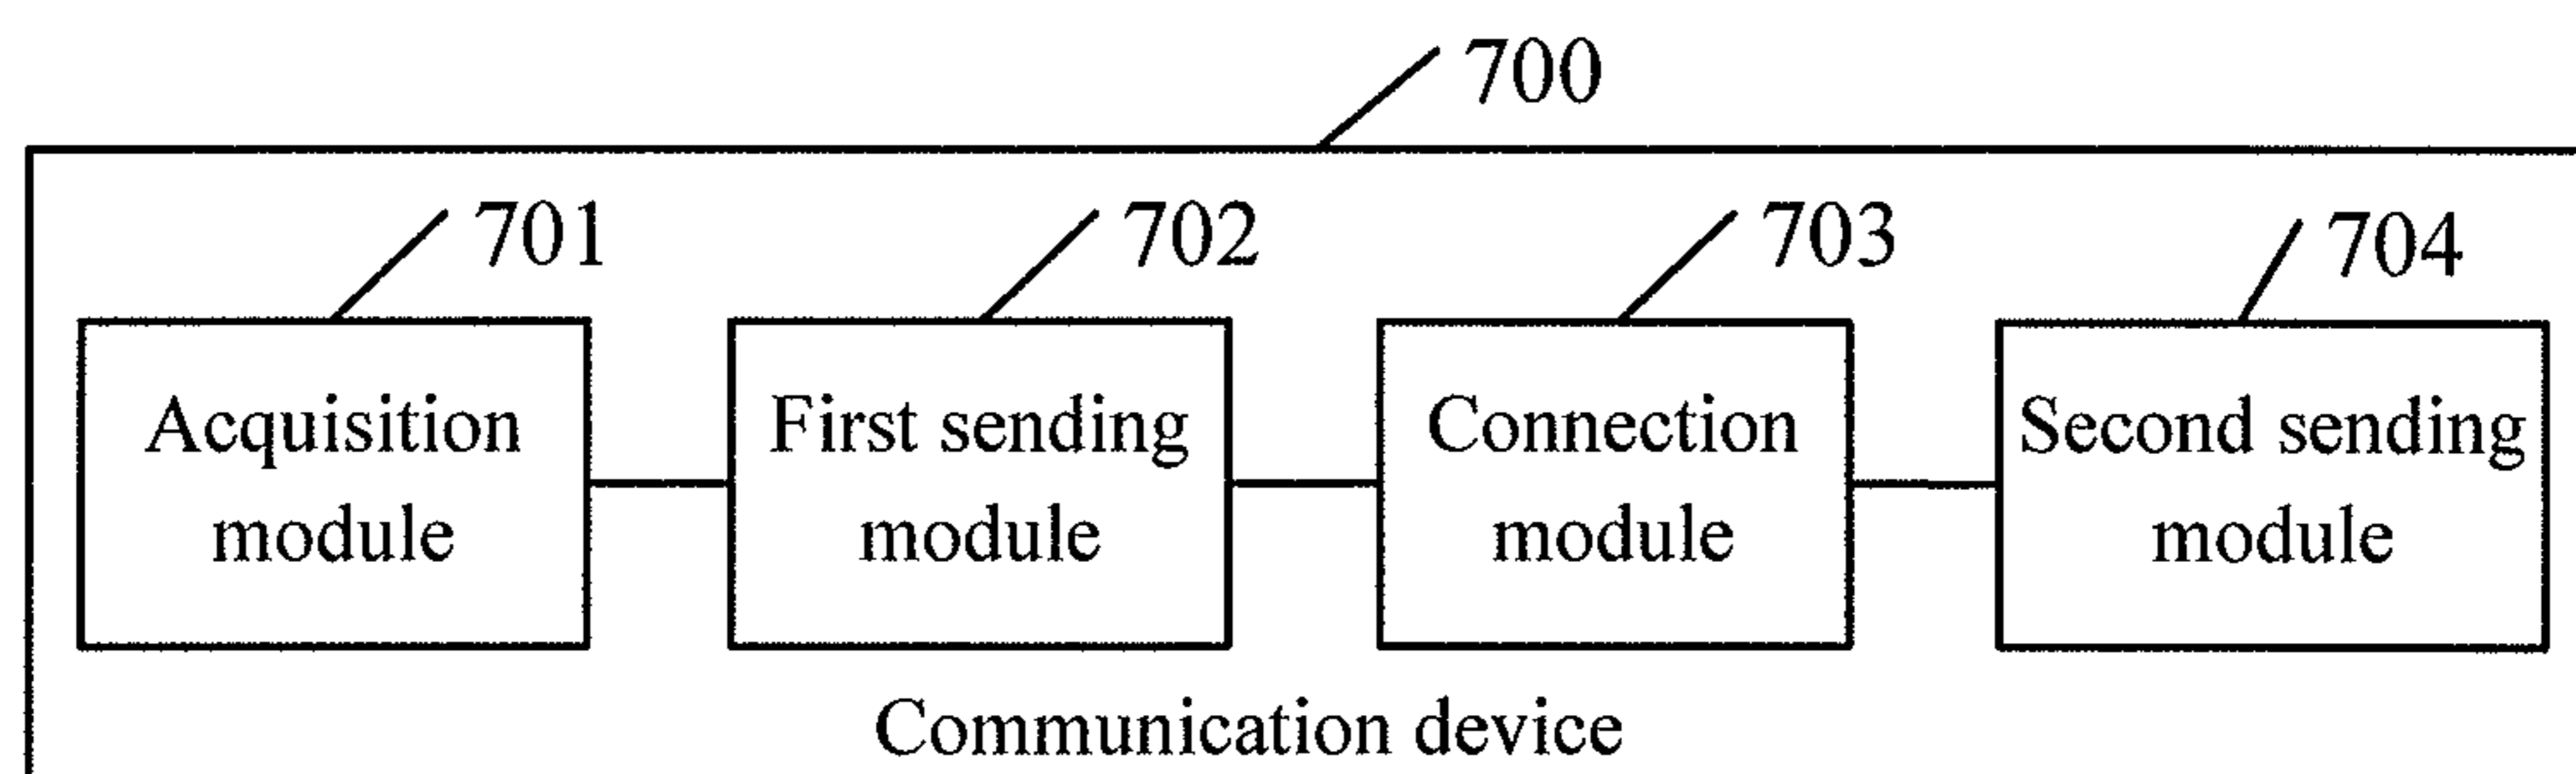 700
701
702
703
704
Acquisition
module
First sending
module
Connection
module
Second sending
module
Communication device